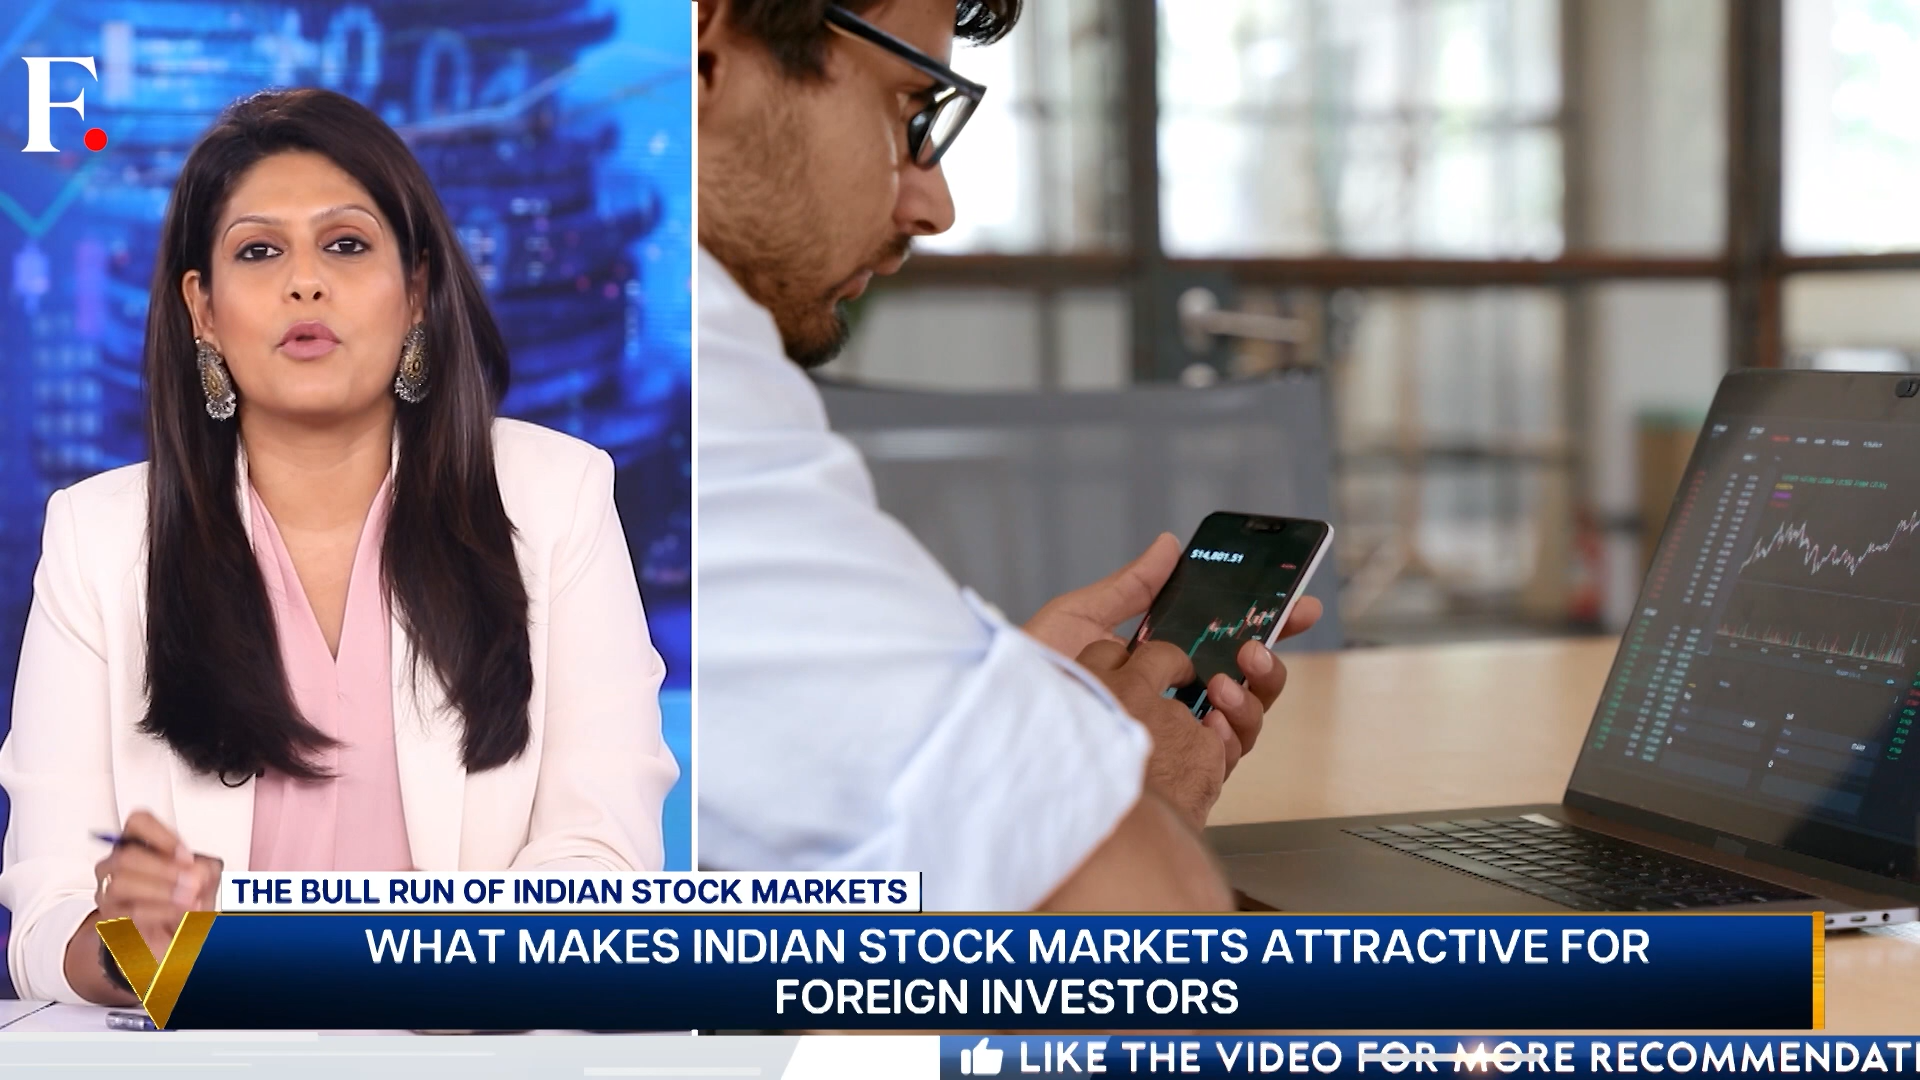 F.
$14,801.51
THE BULL RUN OF INDIAN STOCK MARKETS
WHAT MAKES INDIAN STOCK MARKETS ATTRACTIVE FOR
FOREIGN INVESTORS
LIKE THE VIDEO FOR MORE RECOMMENDATI